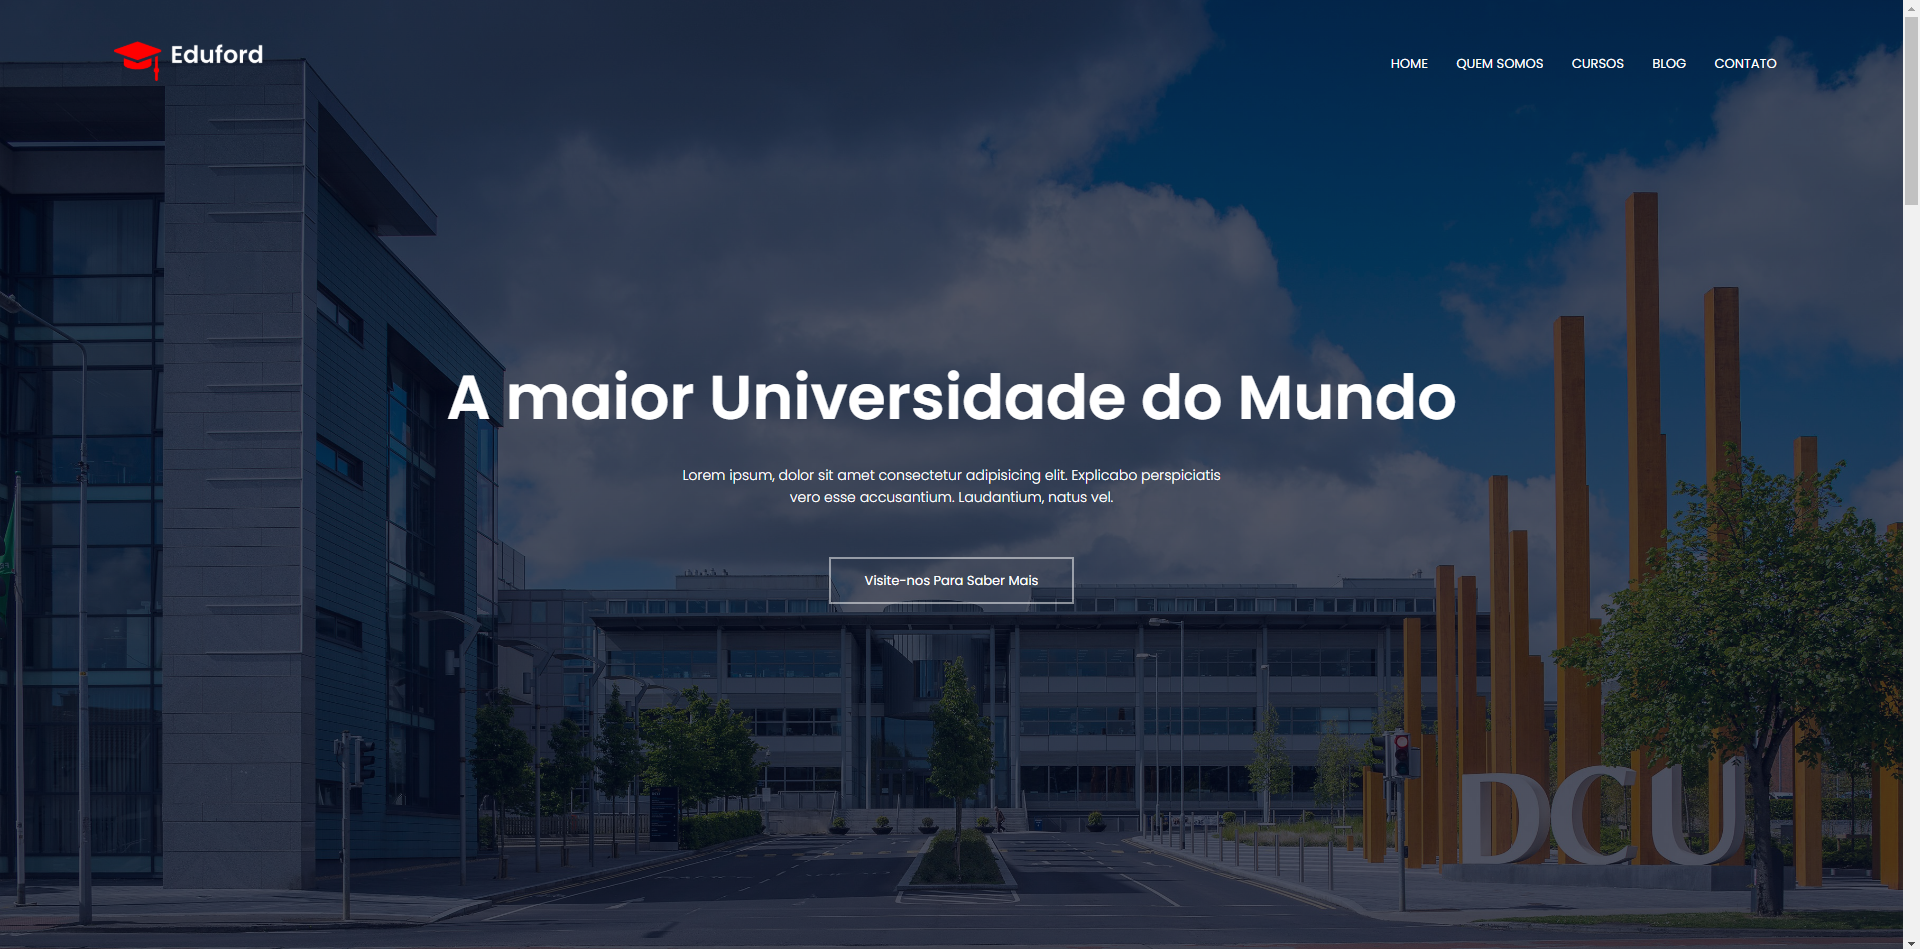 Eduford
HOME QUEM SOMOS CURSOS BLOG CONTATO
A maior Universidade do Mundo
Lorem ipsum, dolor sit amet consectetur adipisicing elit. Explicabo perspiciatis
vero esse accusantium. Laudantium, natus vel.
Visite-nos Para Saber Mais
DCU